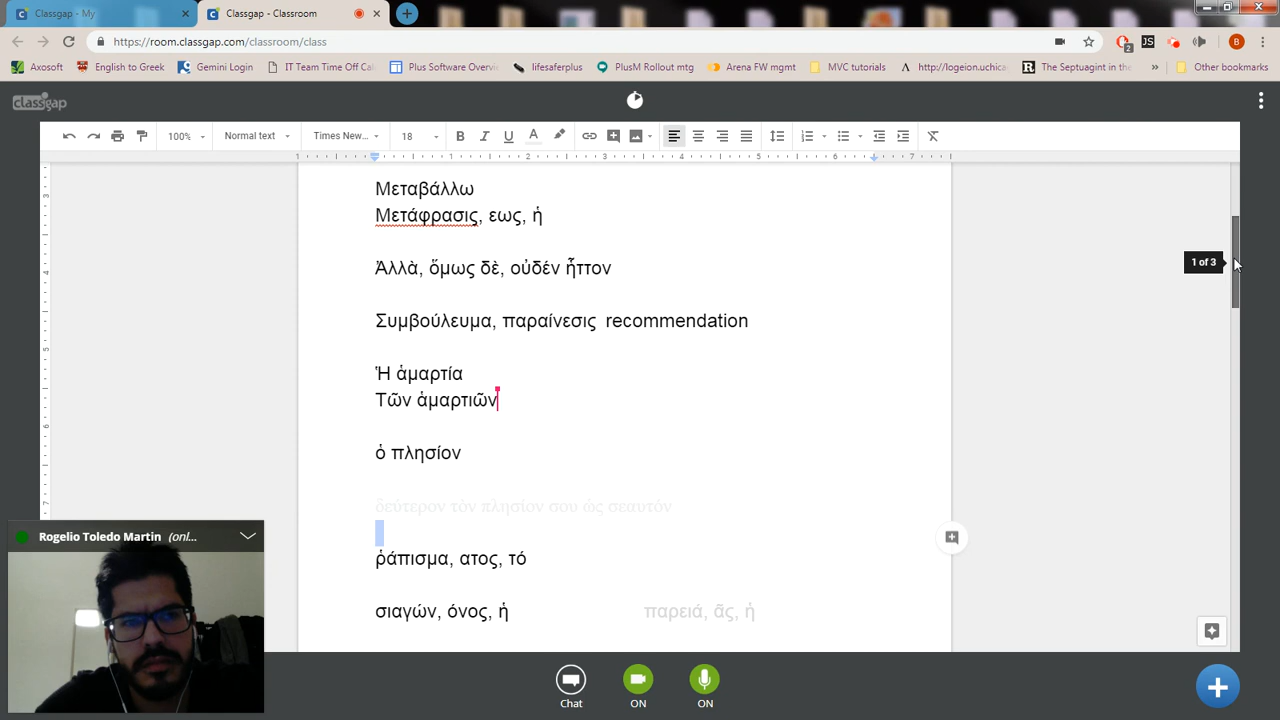 Classgap - My
Classgap - Classroom
https://room.classgap.com/classroom/class
Axosoft
English to Greek
Gemini Login
IT Team Time Off Ca
Plus Software Overvi
lifesaferplus
PlusM Rollout mtg
Arena FW mgmt
MVC tutorials
http://logeion.uchica
The Septuagint in the
»
Other bookmarks
classgap
100%
Normal text
Times New...
18
Μεταβάλλω
Μετάφρασις, εως, ἡ
Ἀλλὰ, ὅμως δὲ, οὐδέν ἧττον
1 of 3
Συμβούλευμα, παραίνεσις recommendation
Ἡ ἁμαρτία
Τῶν ἁμαρτιῶν
ὁ πλησίον
δεύτερον τὸν πλησίον σου ὡς σεαυτόν
Rogelio Toledo Martin (onl...
ῥάπισμα, ατος, τό
σιαγών, όνος, ἡ παρειά, ᾶς, ἡ
Chat
ON
ON